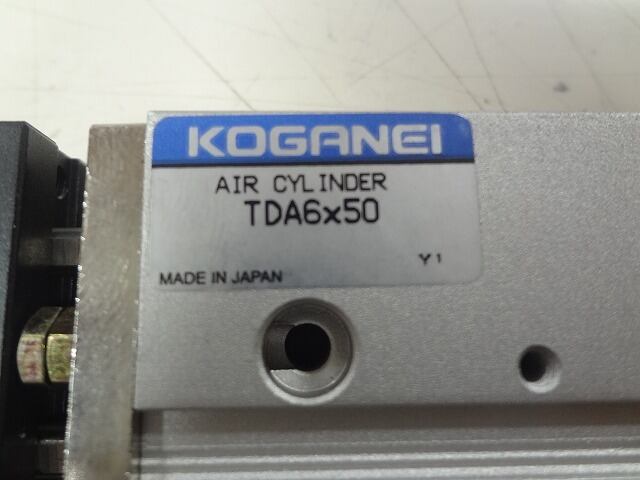 KOGANEI
AIR CYLINDER
TDA6x50
Y1
MADE IN JAPAN